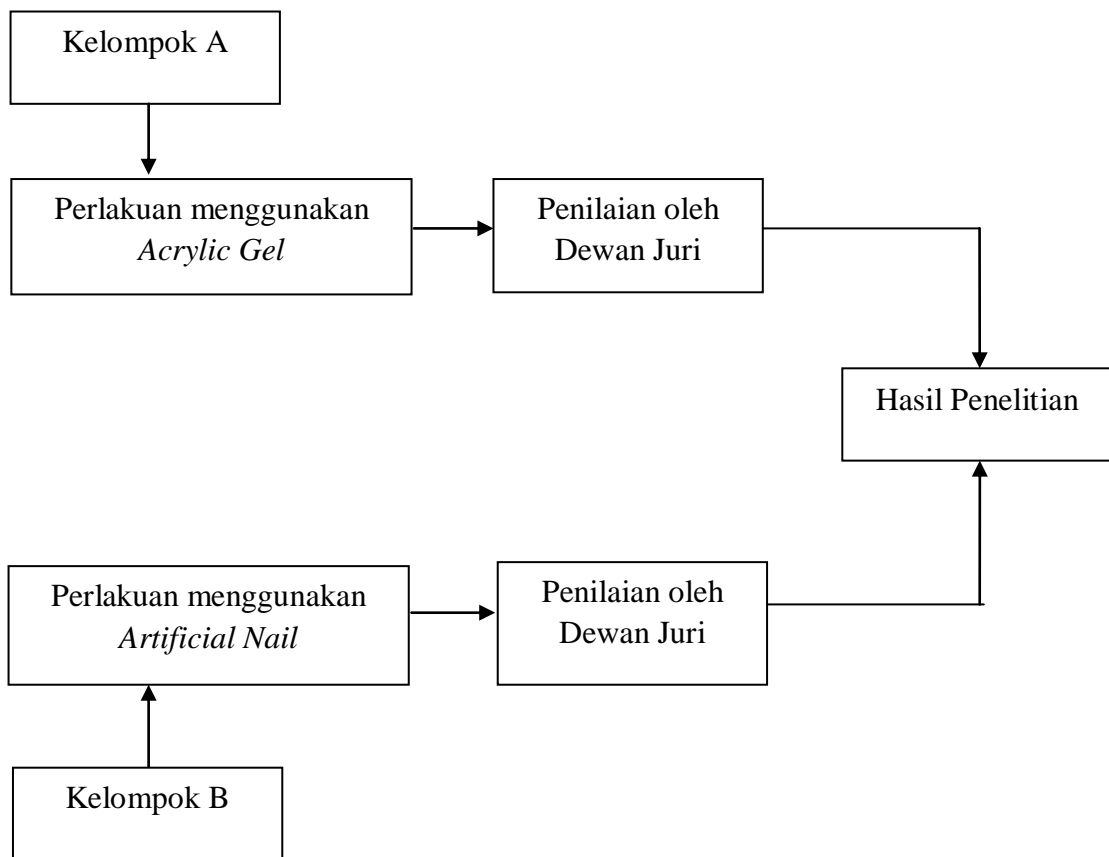 Kelompok A
Perlakuan menggunakan
Acrylic Gel
Penilaian oleh
Dewan Juri
Hasil Penelitian
Perlakuan menggunakan
Artificial Nail
Penilaian oleh
Dewan Juri
Kelompok B